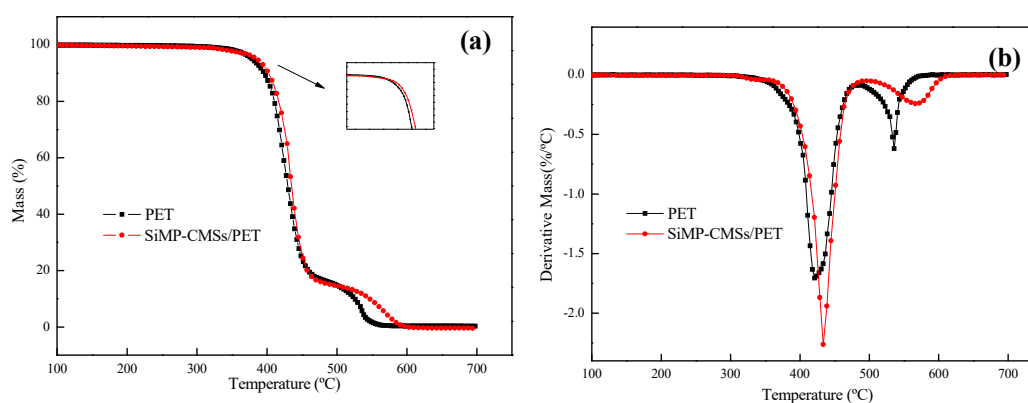 (a)
100
80
60
40
20
0
Mass (%)
PET
SiMP-CMSs/PET
100 200 300 400 500 600 700
Temperature (ºC)
(b)
0.0
-0.5
-1.0
-1.5
-2.0
Derivative Mass(%/ºC)
PET
SiMP-CMSs/PET
100 200 300 400 500 600 700
Temperature (ºC)